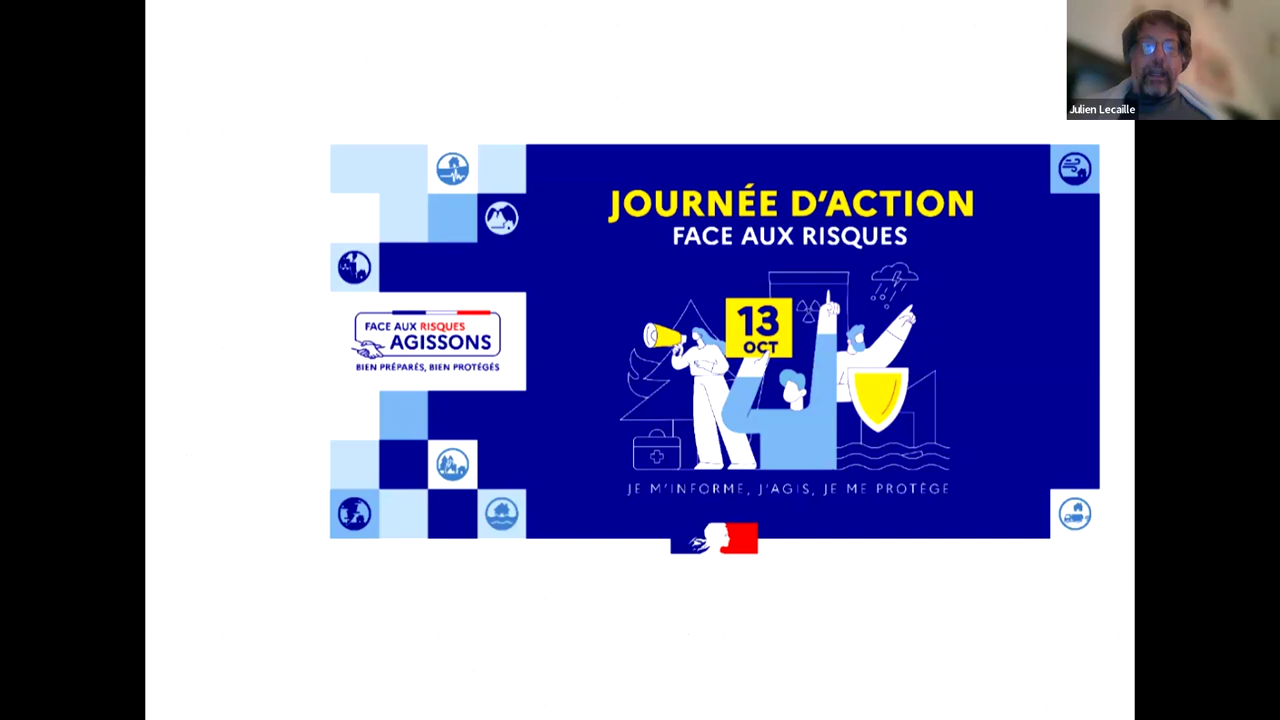 Julien Lecaille
JOURNÉE D'ACTION
FACE AUX RISQUES
13
OCT
FACE AUX RISQUES
AGISSONS
BIEN PRÉPARÉS, BIEN PROTÉGÉS
JE M'INFORME, J'AGIS, JE ME PROTÈGE